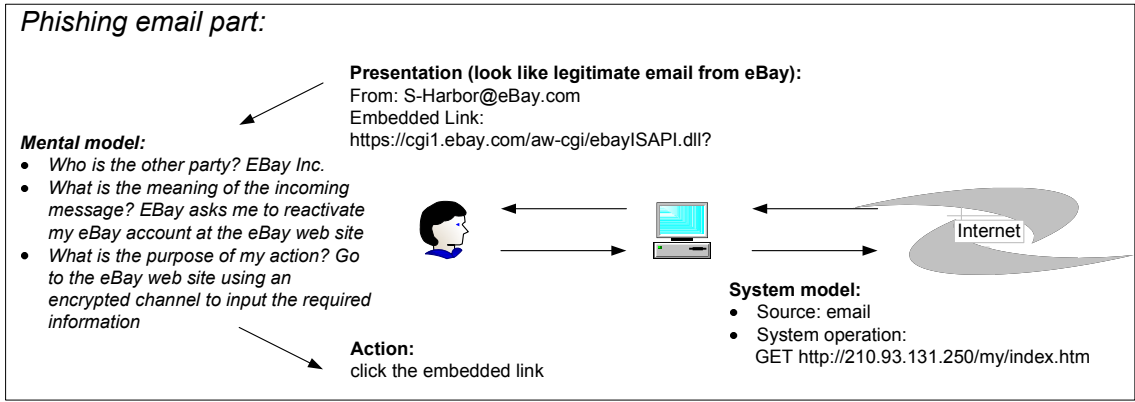 Phishing email part:
Presentation (look like legitimate email from eBay):
From: S-Harbor@eBay.com
Embedded Link:
https://cgi1.ebay.com/aw-cgi/ebayISAPI.dll?
Mental model:
• Who is the other party? EBay Inc.
• What is the meaning of the incoming
message? EBay asks me to reactivate
my eBay account at the eBay web site
• What is the purpose of my action? Go
to the eBay web site using an
encrypted channel to input the required
information
Internet
System model:
• Source: email
• System operation:
GET http://210.93.131.250/my/index.htm
Action:
click the embedded link